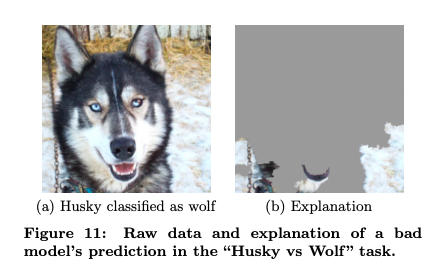 (a) Husky classified as wolf
(b) Explanation
Figure 11: Raw data and explanation of a bad
model's prediction in the “Husky vs Wolf” task.